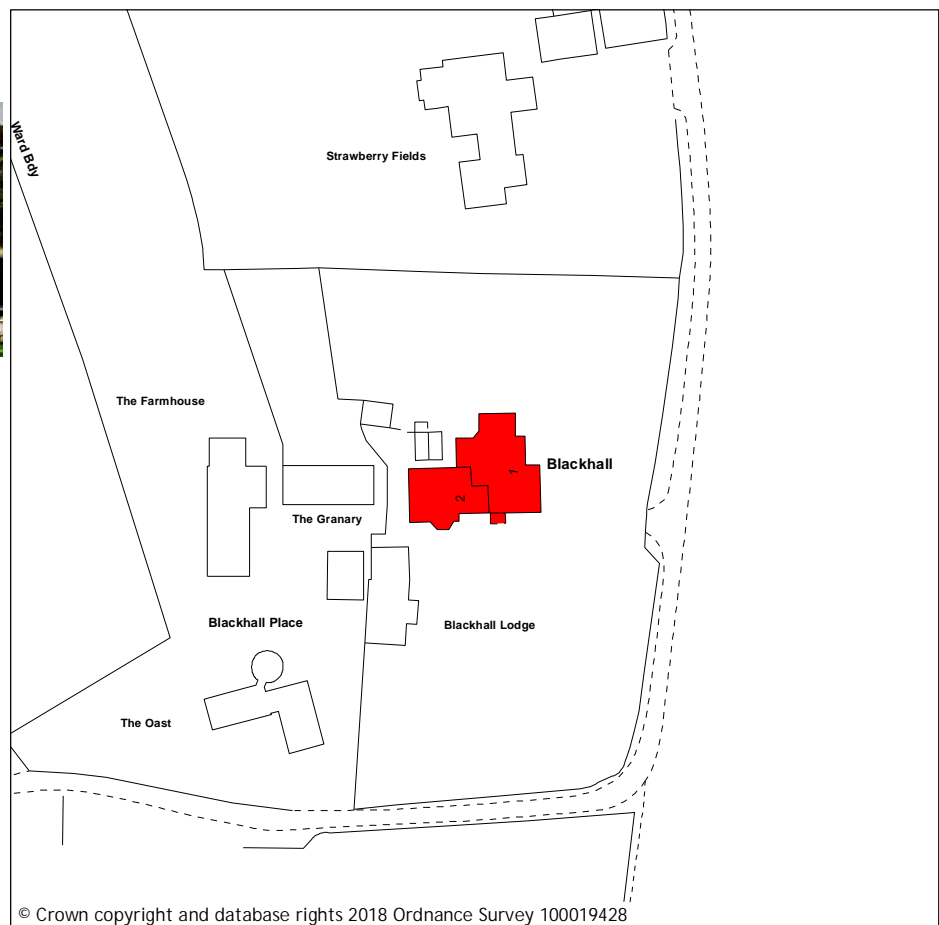 Ward Bdy
Strawberry Fields
The Farmhouse
Blackhall
1
2
The Granary
Blackhall Place
Blackhall Lodge
The Oast
© Crown copyright and database rights 2018 Ordnance Survey 100019428